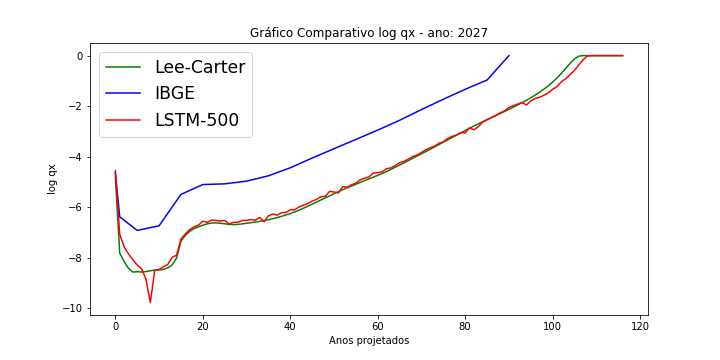 Gráfico Comparativo log qx - ano: 2027
Lee-Carter
IBGE
LSTM-500
0
−2
−4
−6
−8
−10
log qx
0 20 40 60 80 100 120
Anos projetados